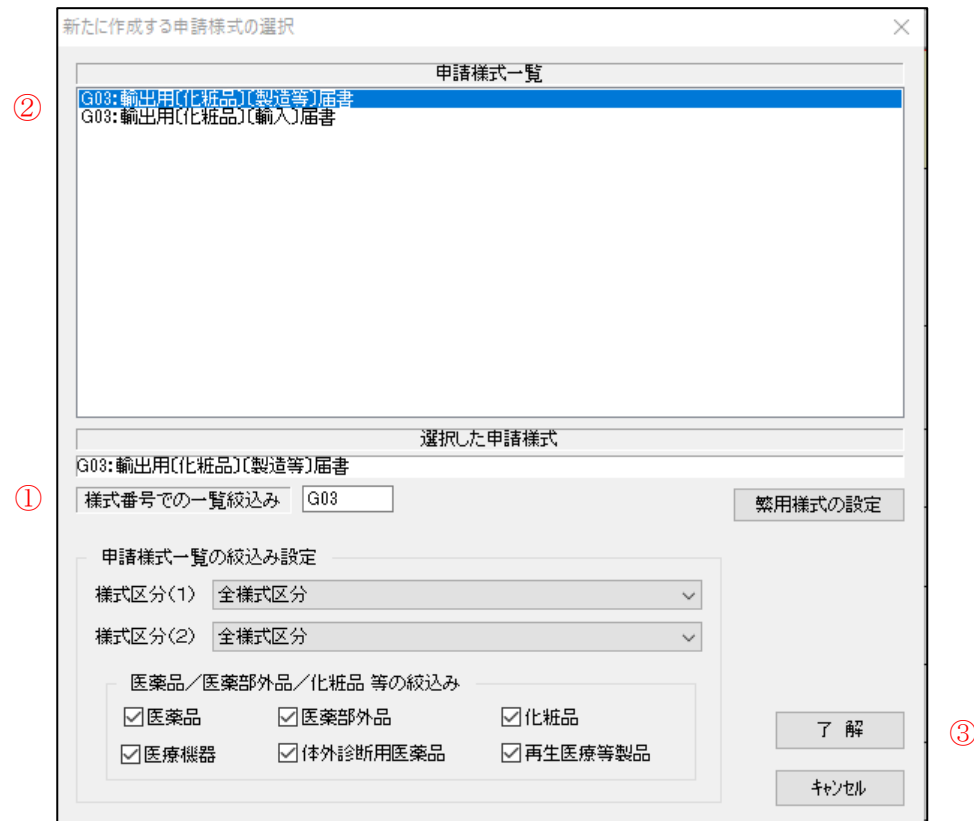 新たに作成する申請様式の選択
申請様式一覧
②
G03:輸出用〔化粧品〕〔製造等〕届書
G03:輸出用〔化粧品〕〔輸入〕届書
選択した申請様式
G03:輸出用〔化粧品〕〔製造等〕届書
① 様式番号での一覧絞込み G03 繁用様式の設定
申請様式一覧の絞込み設定
様式区分(1) 全様式区分
様式区分(2) 全様式区分
医薬品/医薬部外品/化粧品 等の絞込み
医薬品 医薬部外品 化粧品
医療機器 体外診断用医薬品 再生医療等製品
了 解 ③
キャンセル